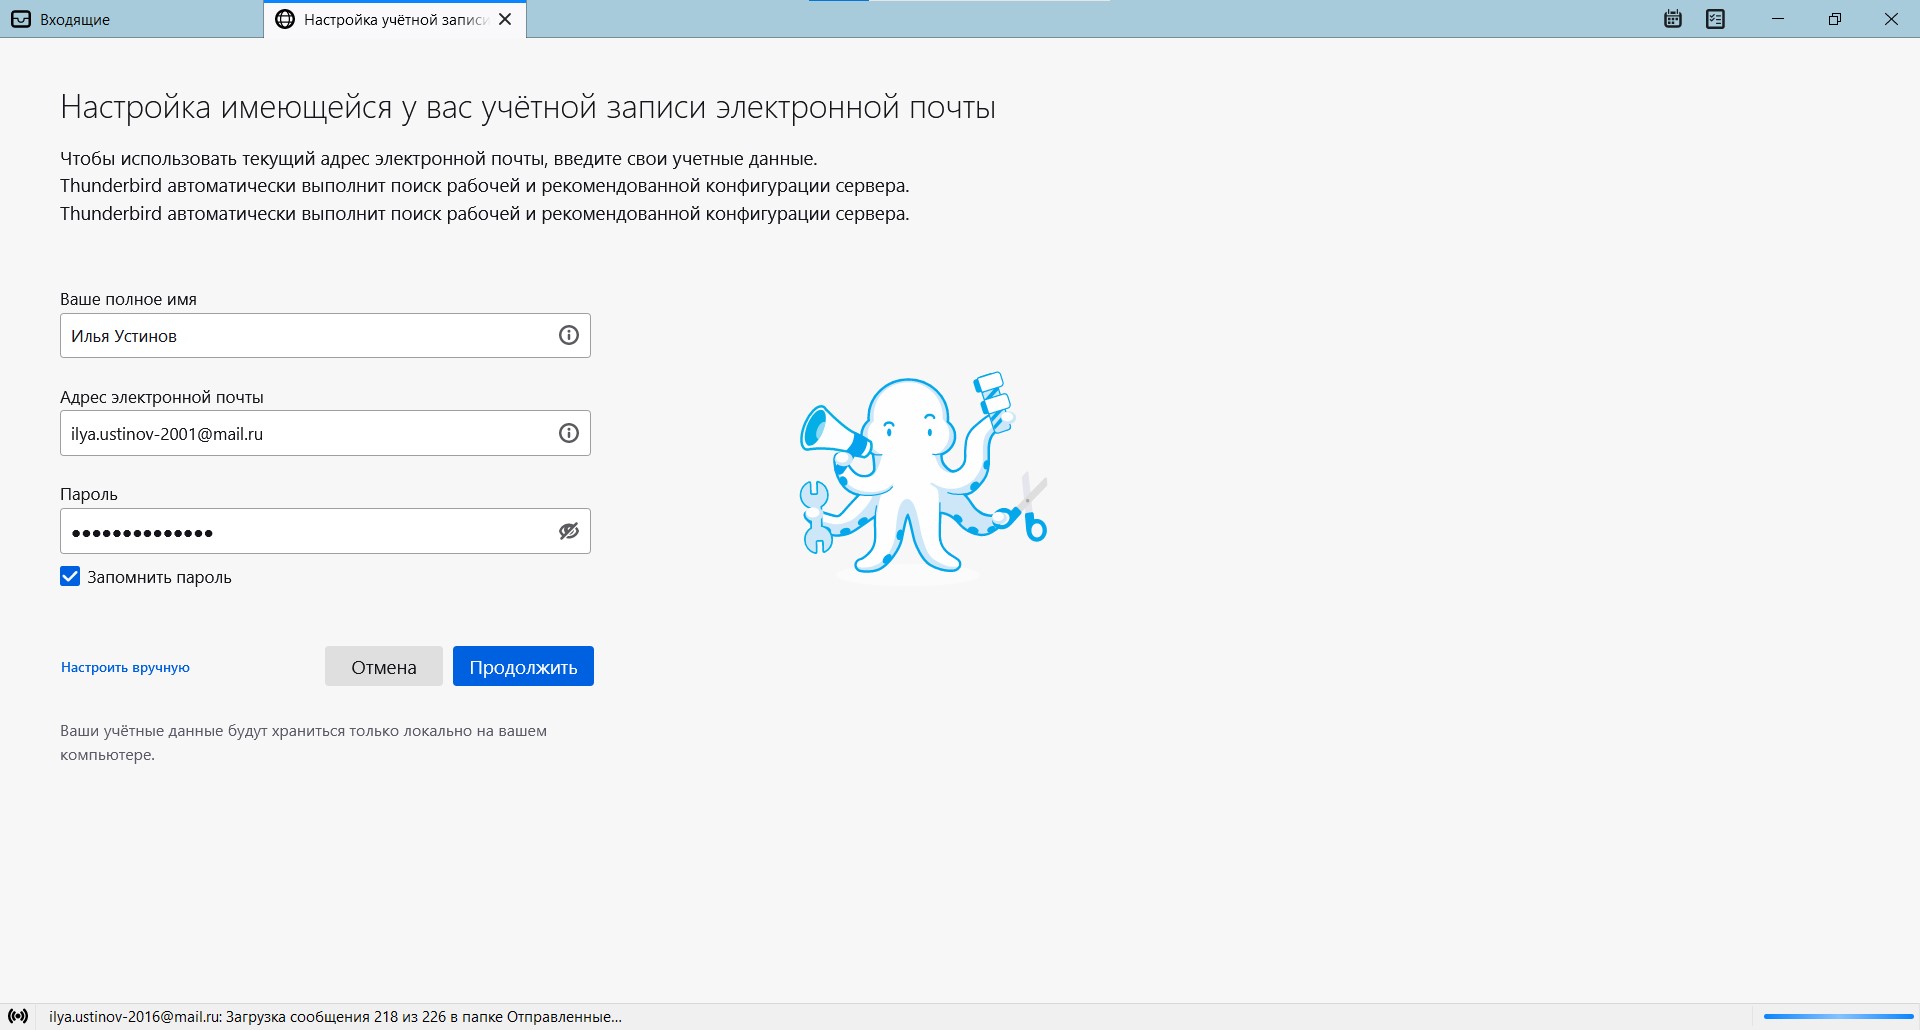 Входящие
Настройка учётной записи
Настройка имеющейся у вас учётной записи электронной почты
Чтобы использовать текущий адрес электронной почты, введите свои учетные данные.
Thunderbird автоматически выполнит поиск рабочей и рекомендованной конфигурации сервера.
Thunderbird автоматически выполнит поиск рабочей и рекомендованной конфигурации сервера.
Ваше полное имя
Илья Устинов
Адрес электронной почты
ilya.ustinov-2001@mail.ru
Пароль
••••••••••••••
Запомнить пароль
Настроить вручную
Отмена
Продолжить
Ваши учётные данные будут храниться только локально на вашем
компьютере.
ilya.ustinov-2016@mail.ru: Загрузка сообщения 218 из 226 в папке Отправленные...